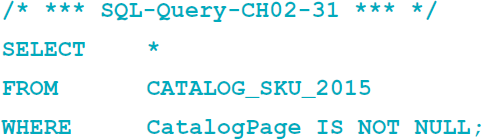 /* *** SQL-Query-CH02-31 *** */
SELECT *
FROM CATALOG_SKU_2015
WHERE CatalogPage IS NOT NULL;